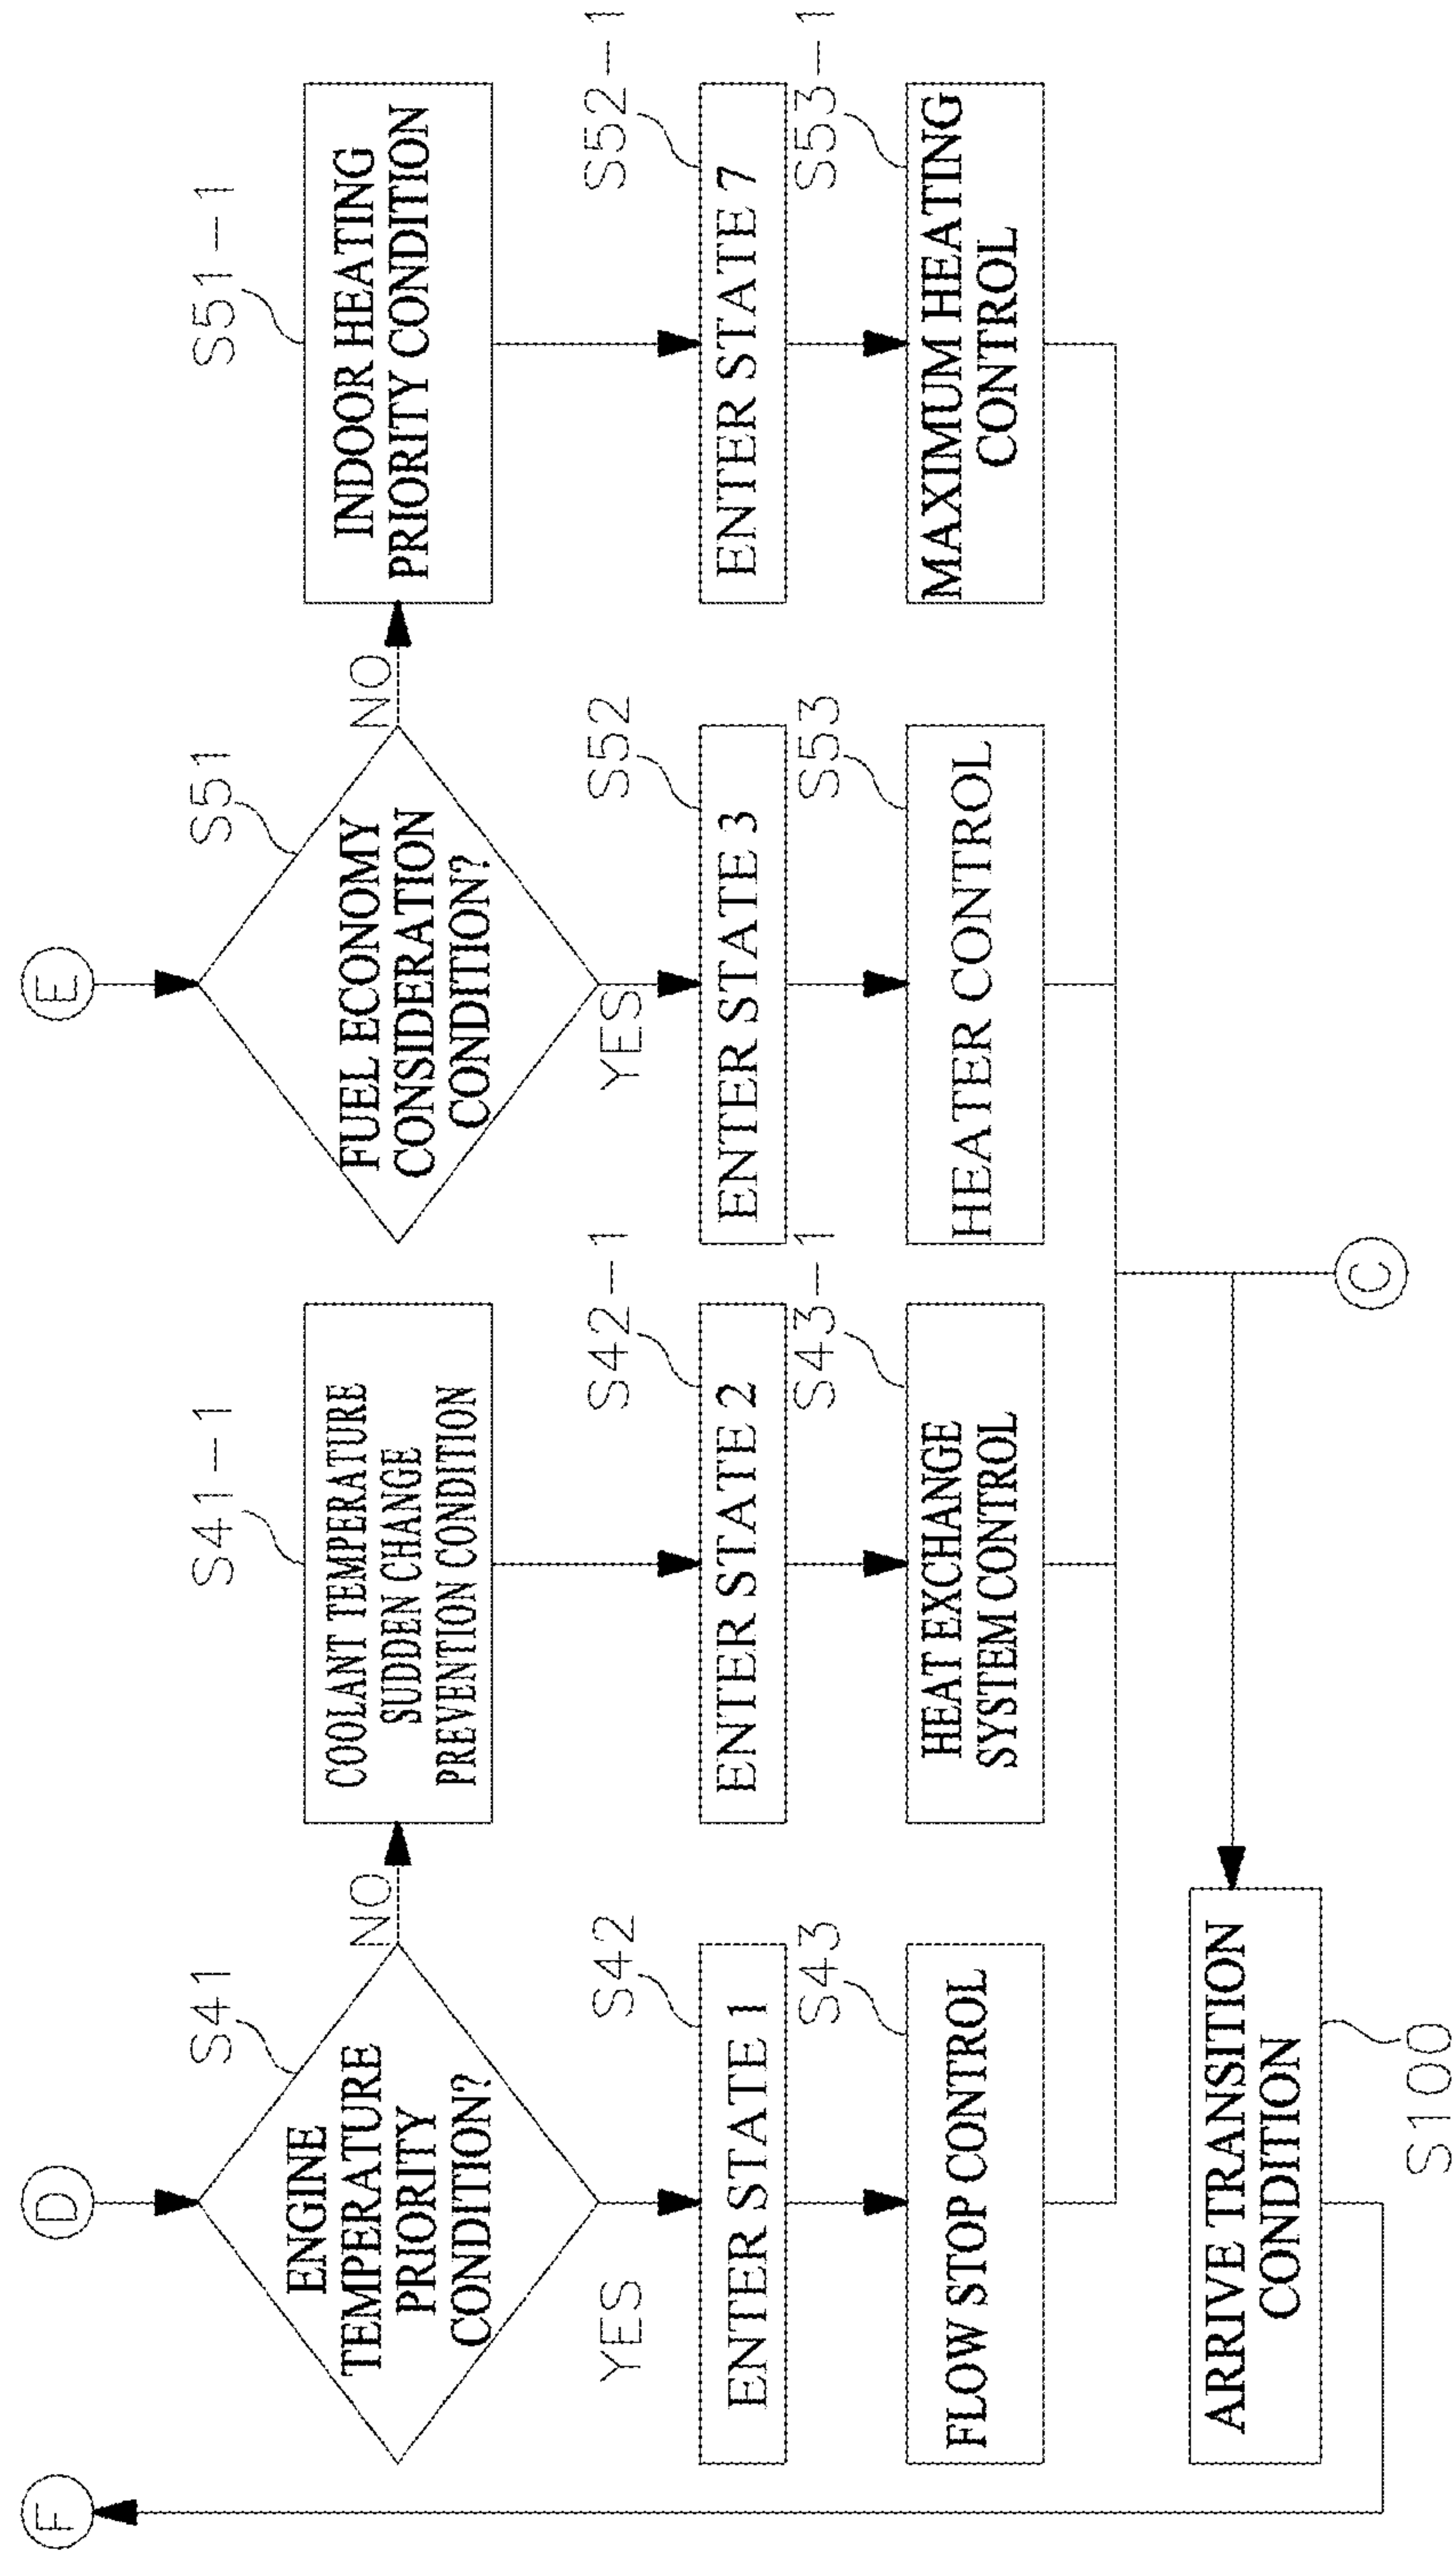 F
D
E
S41
ENGINE
TEMPERATURE
PRIORITY
CONDITION?
NO
YES
S41-1
COOLANT TEMPERATURE
SUDDEN CHANGE
PREVENTION CONDITION
S51
FUEL ECONOMY
CONSIDERATION
CONDITION?
NO
YES
S51-1
INDOOR HEATING
PRIORITY CONDITION
S42
ENTER STATE 1
S42-1
ENTER STATE 2
S52
ENTER STATE 3
S52-1
ENTER STATE 7
S43
FLOW STOP CONTROL
S43-1
HEAT EXCHANGE
SYSTEM CONTROL
S53
HEATER CONTROL
S53-1
MAXIMUM HEATING
CONTROL
ARRIVE TRANSITION
CONDITION
S100
C